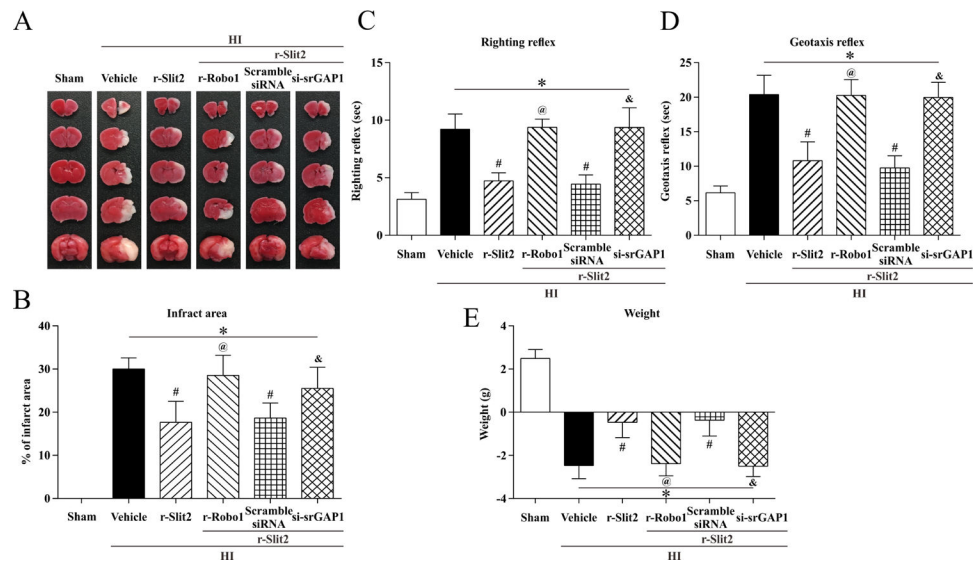 A
HI
r-Slit2
Sham Vehicle r-Slit2 r-Robo1 Scramble siRNA si-srGAP1
B
Infract area
*
@
&
#
#
% of infarct area
40
30
20
10
0
Sham Vehicle r-Slit2 r-Robo1 Scramble siRNA si-srGAP1
r-Slit2
HI
C
Righting reflex
*
@
&
#
#
Righting reflex (sec)
15
10
5
0
Sham Vehicle r-Slit2 r-Robo1 Scramble siRNA si-srGAP1
r-Slit2
HI
D
Geotaxis reflex
*
@
&
#
#
Geotaxis reflex (sec)
25
20
15
10
5
0
Sham Vehicle r-Slit2 r-Robo1 Scramble siRNA si-srGAP1
r-Slit2
HI
E
Weight
Weight (g)
4
2
0
-2
-4
#
#
@
*
&
Sham Vehicle r-Slit2 r-Robo1 Scramble siRNA si-srGAP1
r-Slit2
HI